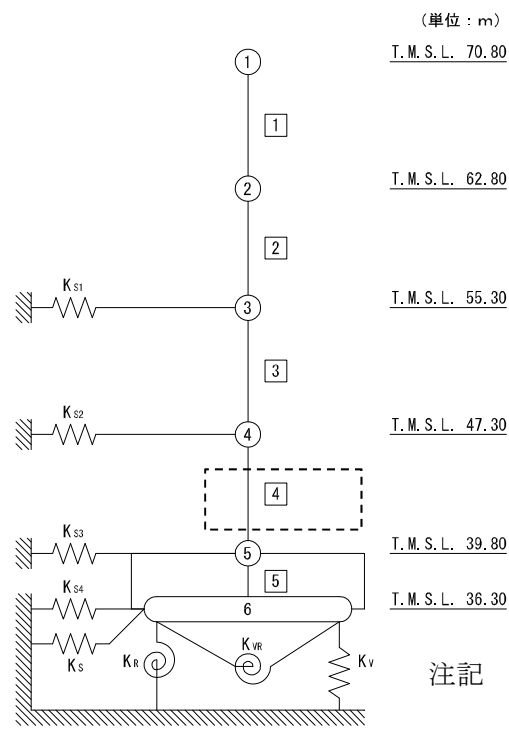 (単位:m)
① T.M.S.L. 70.80
1
② T.M.S.L. 62.80
2
K S1 ③ T.M.S.L. 55.30
3
K S2 ④ T.M.S.L. 47.30
4
K S3 ⑤ T.M.S.L. 39.80
5
K S4 6 T.M.S.L. 36.30
K S
K R K VR K V
注記